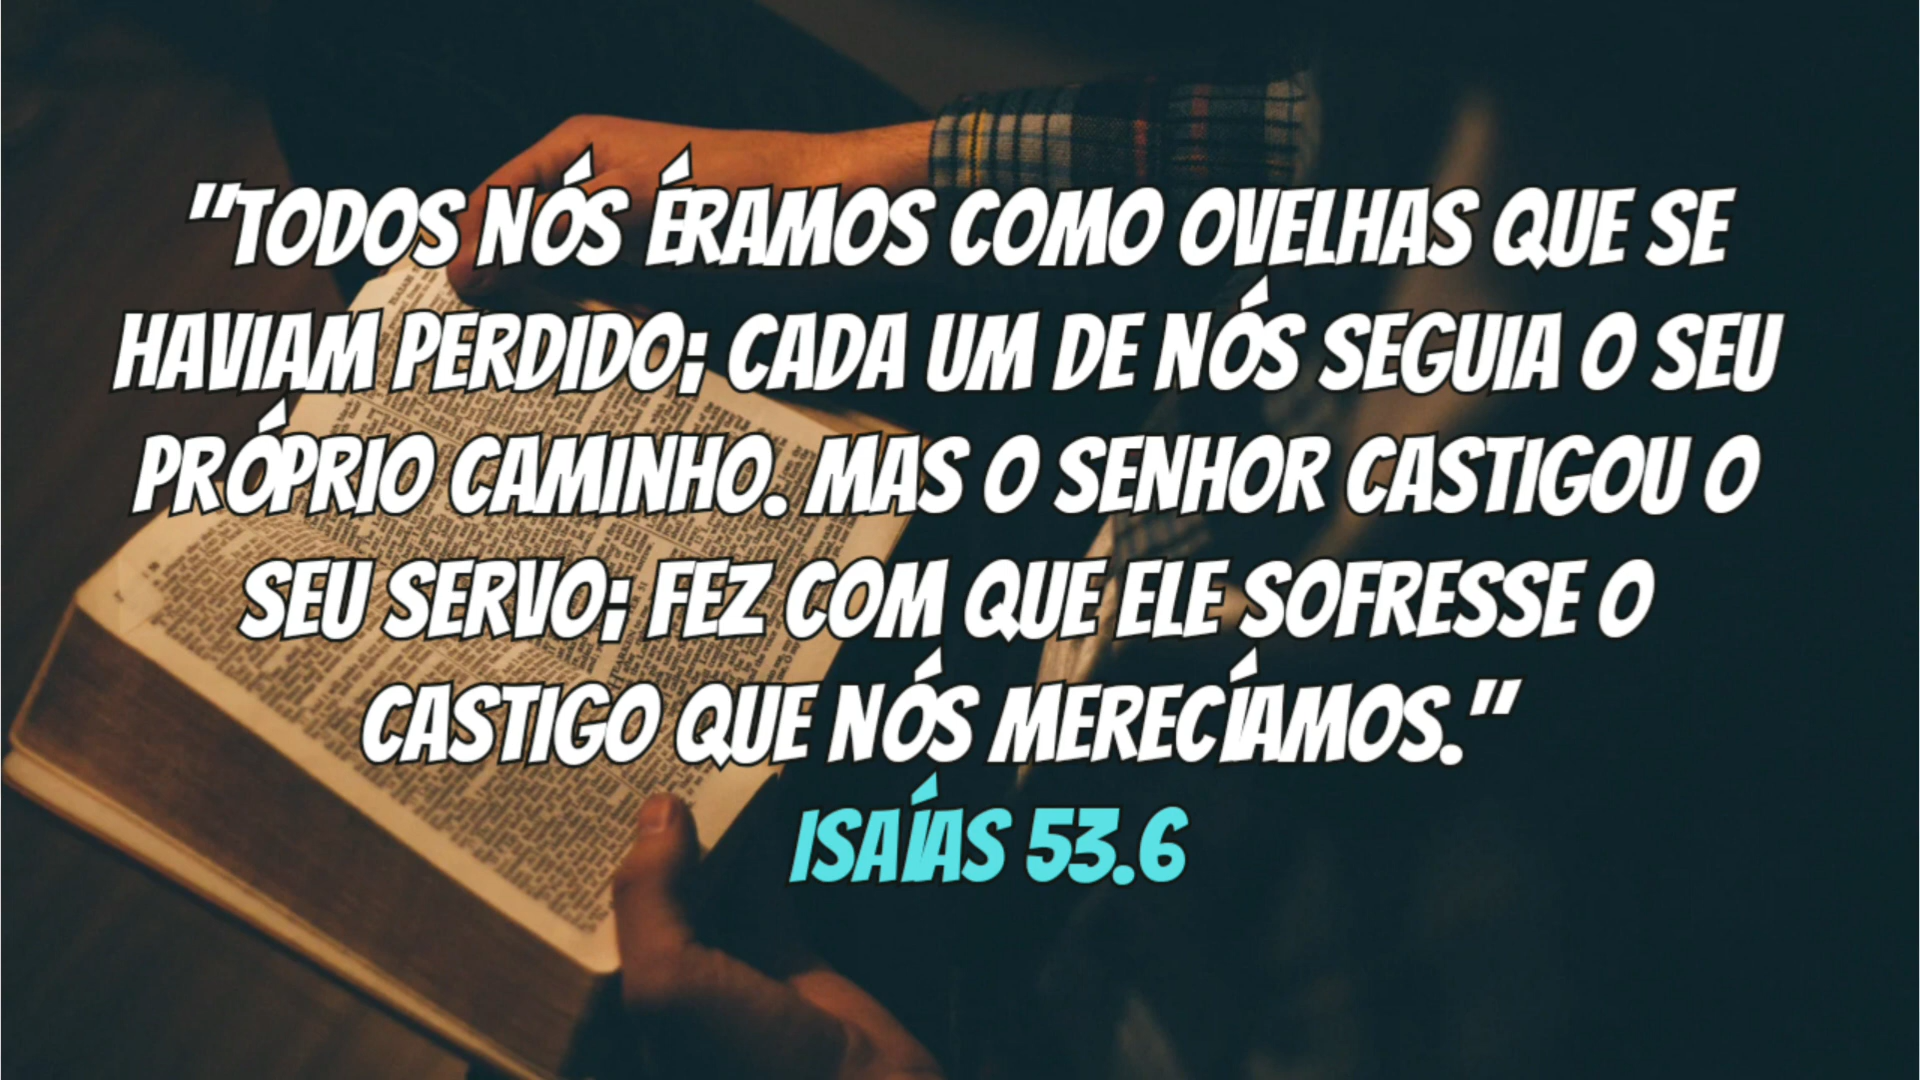 "TODOS NÓS ÉRAMOS COMO OVELHAS QUE SE
HAVIAM PERDIDO; CADA UM DE NÓS SEGUIA O SEU
PRÓPRIO CAMINHO. MAS O SENHOR CASTIGOU O
SEU SERVO; FEZ COM QUE ELE SOFRESSE O
CASTIGO QUE NÓS MERECÍAMOS."
ISAÍAS 53.6